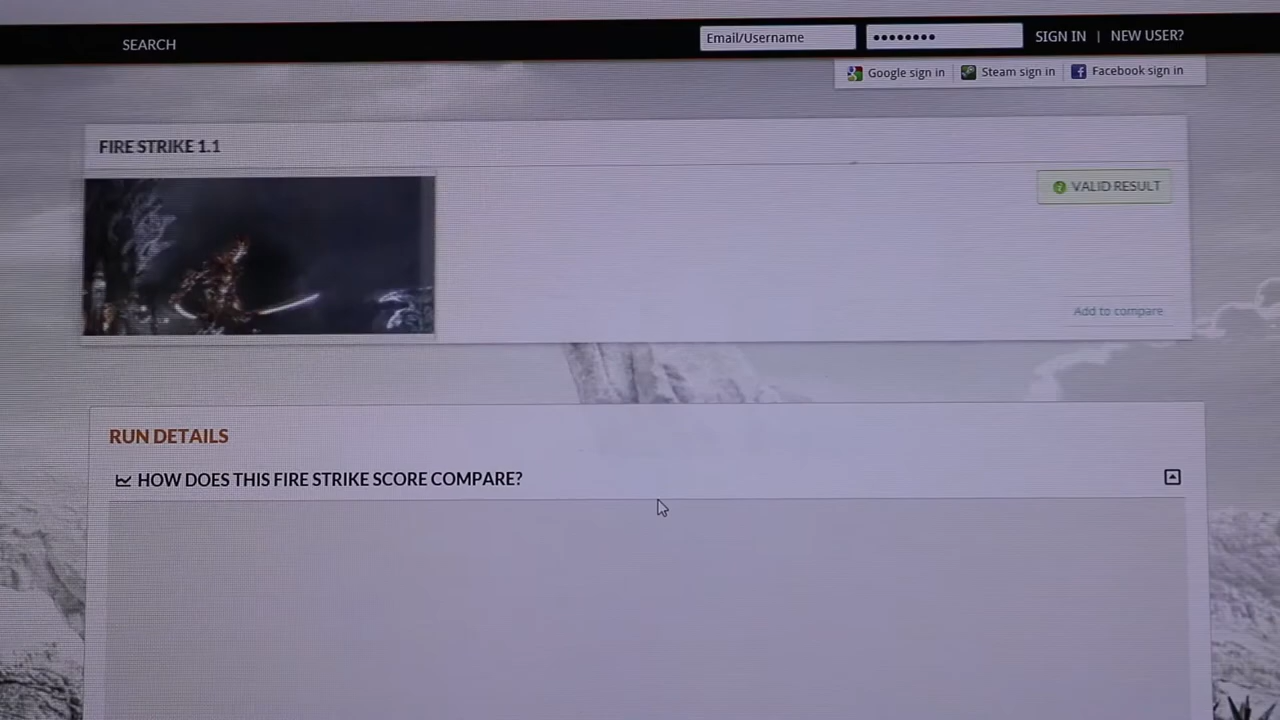 SEARCH
Email/Username
••••••••
SIGN IN | NEW USER?
Google sign in
Steam sign in
Facebook sign in
FIRE STRIKE 1.1
VALID RESULT
Add to compare
RUN DETAILS
HOW DOES THIS FIRE STRIKE SCORE COMPARE?